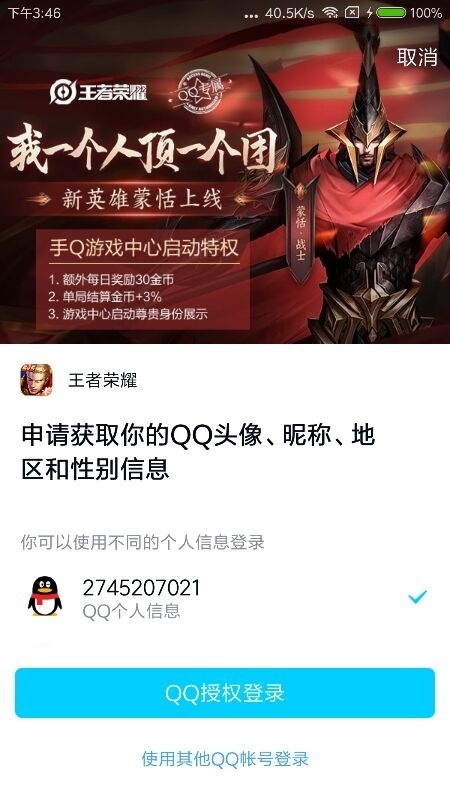 下午3:46
... 40.5K/s 100%
取消
王者荣耀
QQ专属
我一个人顶一个团
新英雄蒙恬上线
蒙恬·战士
手Q游戏中心启动特权
1. 额外每日奖励30金币
2. 单局结算金币+3%
3. 游戏中心启动尊贵身份展示
王者荣耀
申请获取你的QQ头像、昵称、地
区和性别信息
你可以使用不同的个人信息登录
2745207021
QQ个人信息
QQ授权登录
使用其他QQ帐号登录